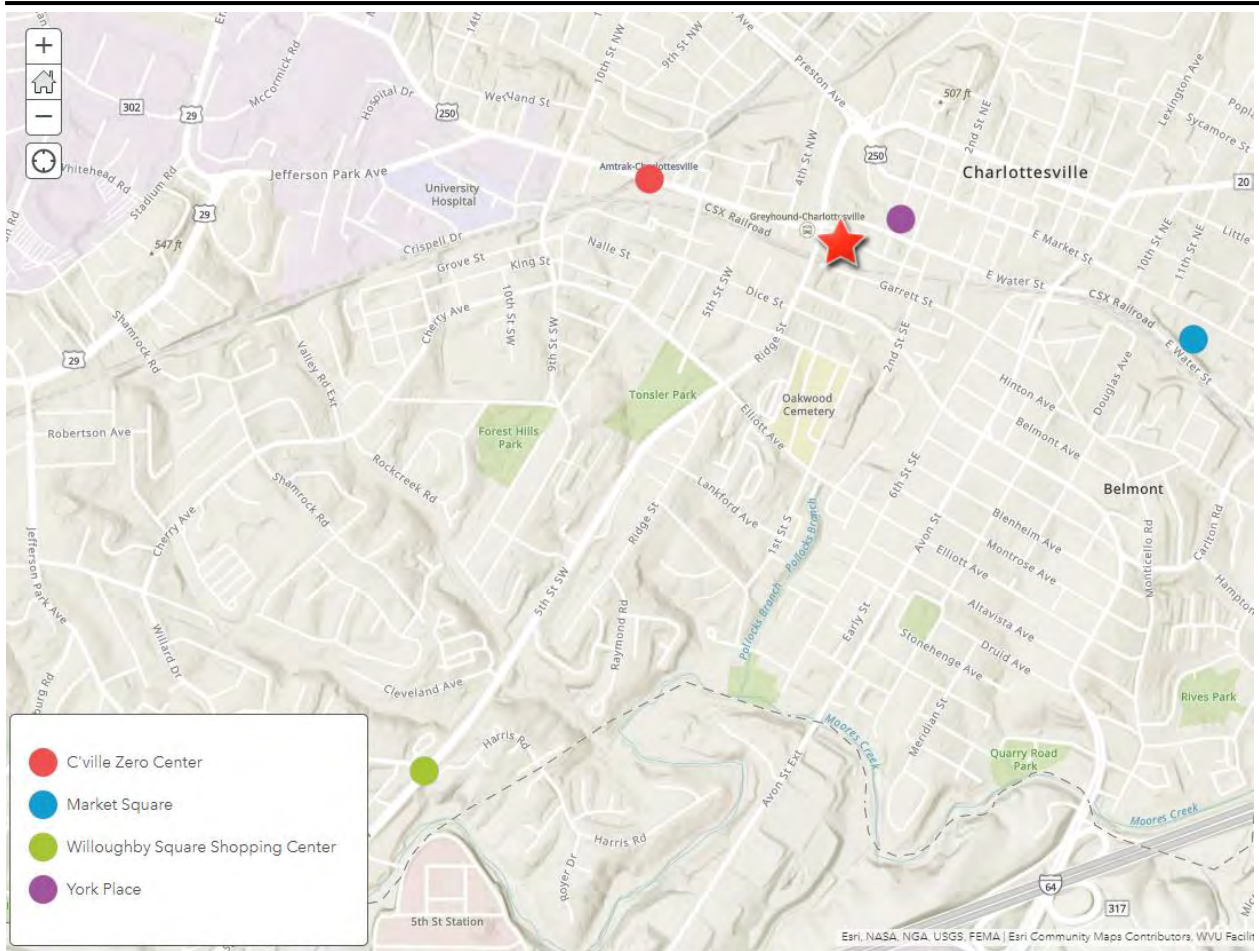 +
−
14th St NW
10th St NW
9th St NW
Preston Ave
507 ft
2nd St NE
Lexington Ave
Sycamore St
McCormick Rd
Hospital Dr
302
29
250
250
Charlottesville
20
Whitehead Rd
Stadium Rd
Jefferson Park Ave
University
Hospital
Amtrak-Charlottesville
4th St NW
Greyhound-Charlottesville
CSX Railroad
29
547 ft
Crispell Dr
Grove St
King St
Nalle St
E Market St
10th St NE
11th St NE
Little
Cherry Ave
10th St SW
9th St SW
5th St SW
Dice St
Ridge St
Garrett St
2nd St SE
E Water St
CSX Railroad
E Water St
Shamrock Rd
29
Valley Rd Ext
Tonsler Park
Elliott Ave
Oakwood
Cemetery
Hinton Ave
Douglas Ave
Belmont Ave
Robertson Ave
Forest Hills
Park
Rockcreek Rd
Shamrock Rd
Lankford Ave
Ridge St
1st St S
6th St SE
Belmont
Jefferson Park Ave
Cherry Ave
Pollocks Branch
Pollocks Branch
Avon St
Elliott Ave
Blenheim Ave
Montrose Ave
Monticello Rd
Carlton Rd
Hampton
5th St SW
Raymond Rd
Early St
Altavista Ave
Druid Ave
Stonehenge Ave
Willard Dr
Cleveland Ave
Harris Rd
Moores Creek
Meridian St
Rives Park
Quarry Road
Park
Avon St Ext
Moores Creek
Harris Rd
Royer Dr
5th St Station
64
317
C'ville Zero Center
Market Square
Willoughby Square Shopping Center
York Place
Esri, NASA, NGA, USGS, FEMA | Esri Community Maps Contributors, WVU Facili